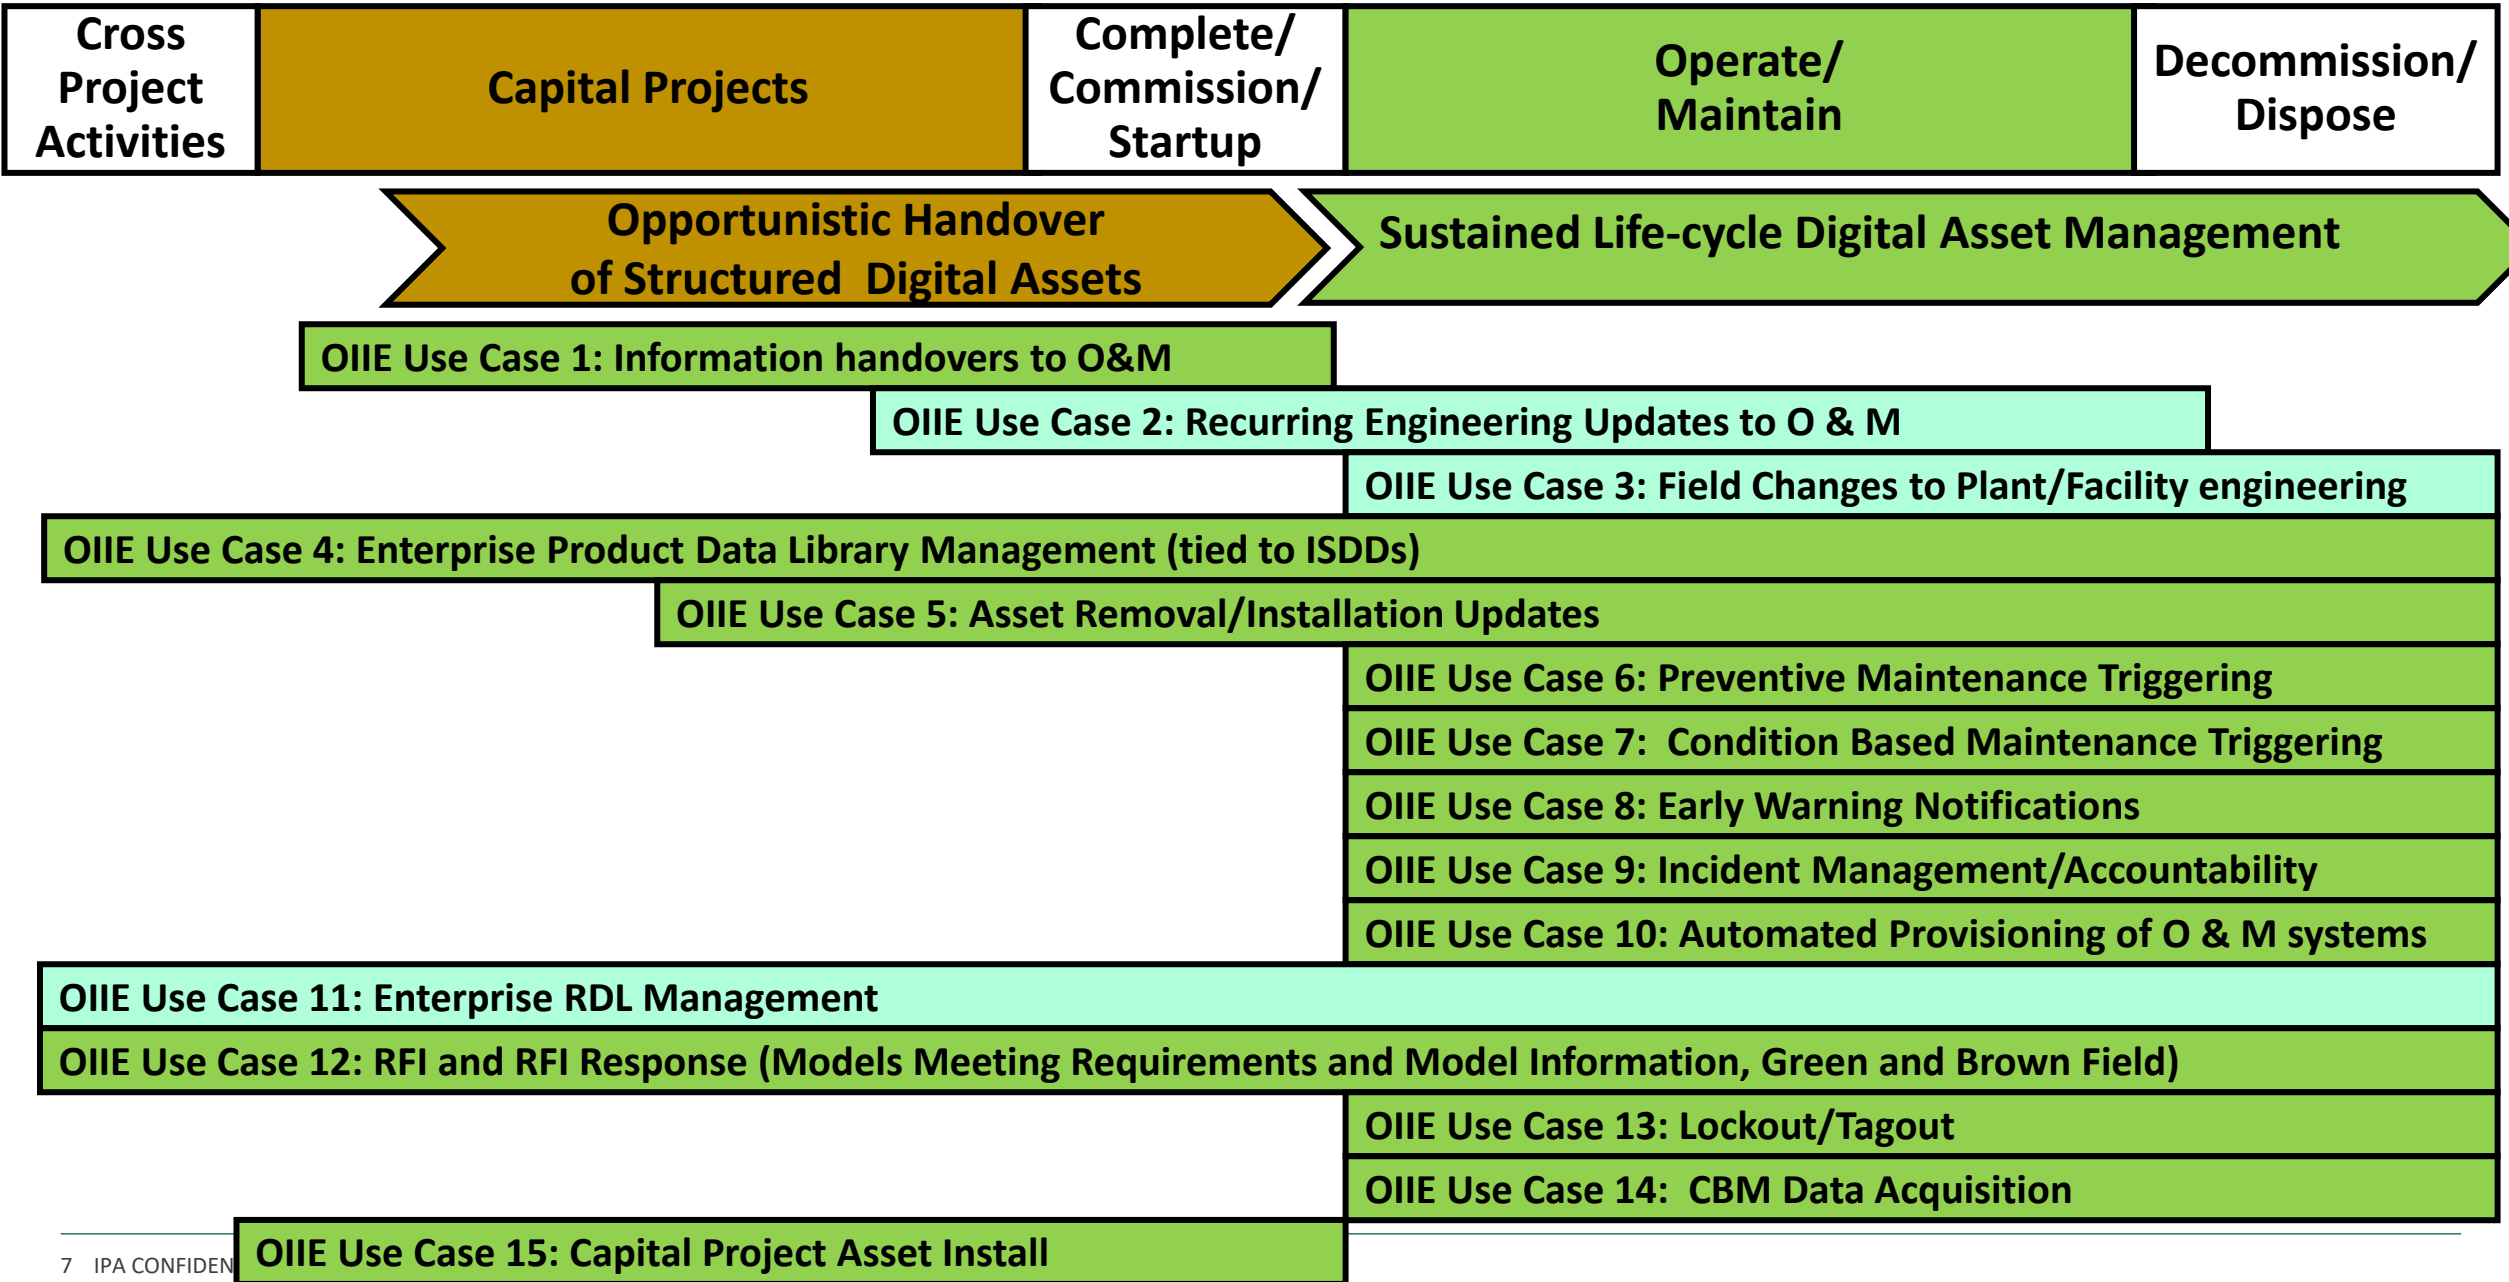 Cross
Project
Activities
Capital Projects
Complete/
Commission/
Startup
Operate/
Maintain
Decommission/
Dispose
Opportunistic Handover
of Structured  Digital Assets
Sustained Life-cycle Digital Asset Management
OIIE Use Case 1: Information handovers to O&M
OIIE Use Case 2: Recurring Engineering Updates to O & M
OIIE Use Case 3: Field Changes to Plant/Facility engineering
OIIE Use Case 4: Enterprise Product Data Library Management (tied to ISDDs)
OIIE Use Case 5: Asset Removal/Installation Updates
OIIE Use Case 6: Preventive Maintenance Triggering
OIIE Use Case 7:  Condition Based Maintenance Triggering
OIIE Use Case 8: Early Warning Notifications
OIIE Use Case 9: Incident Management/Accountability
OIIE Use Case 10: Automated Provisioning of O & M systems
OIIE Use Case 11: Enterprise RDL Management
OIIE Use Case 12: RFI and RFI Response (Models Meeting Requirements and Model Information, Green and Brown Field)
OIIE Use Case 13: Lockout/Tagout
OIIE Use Case 14:  CBM Data Acquisition
OIIE Use Case 15: Capital Project Asset Install
7 IPA CONFIDEN